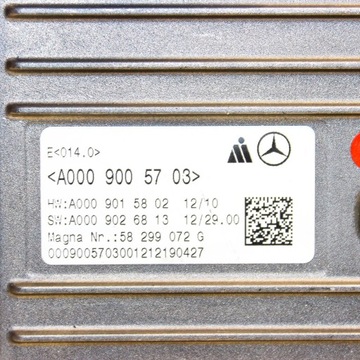 E<014.0>
<A000 900 57 03>
HW:A000 901 58 02 12/10
SW:A000 902 68 13 12/29.00
Magna Nr.:58 299 072 G
0009005703001212190427